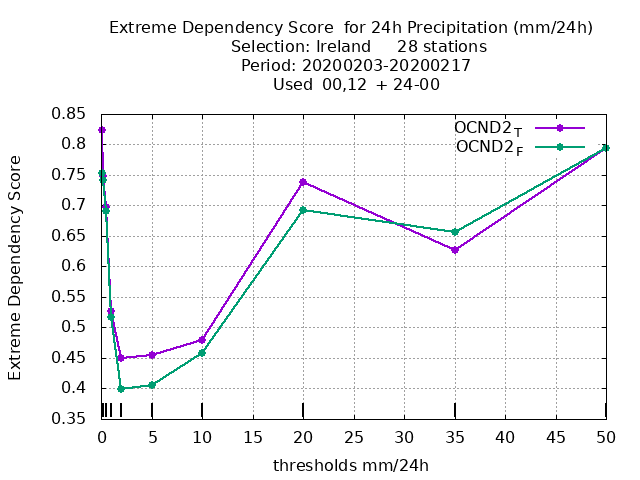 Extreme Dependency Score  for 24h Precipitation (mm/24h)
Selection: Ireland     28 stations
Period: 20200203-20200217
Used  00,12  + 24-00
Extreme Dependency Score
0.85
0.8
0.75
0.7
0.65
0.6
0.55
0.5
0.45
0.4
0.35
OCND2T
OCND2F
0 5 10 15 20 25 30 35 40 45 50
thresholds mm/24h